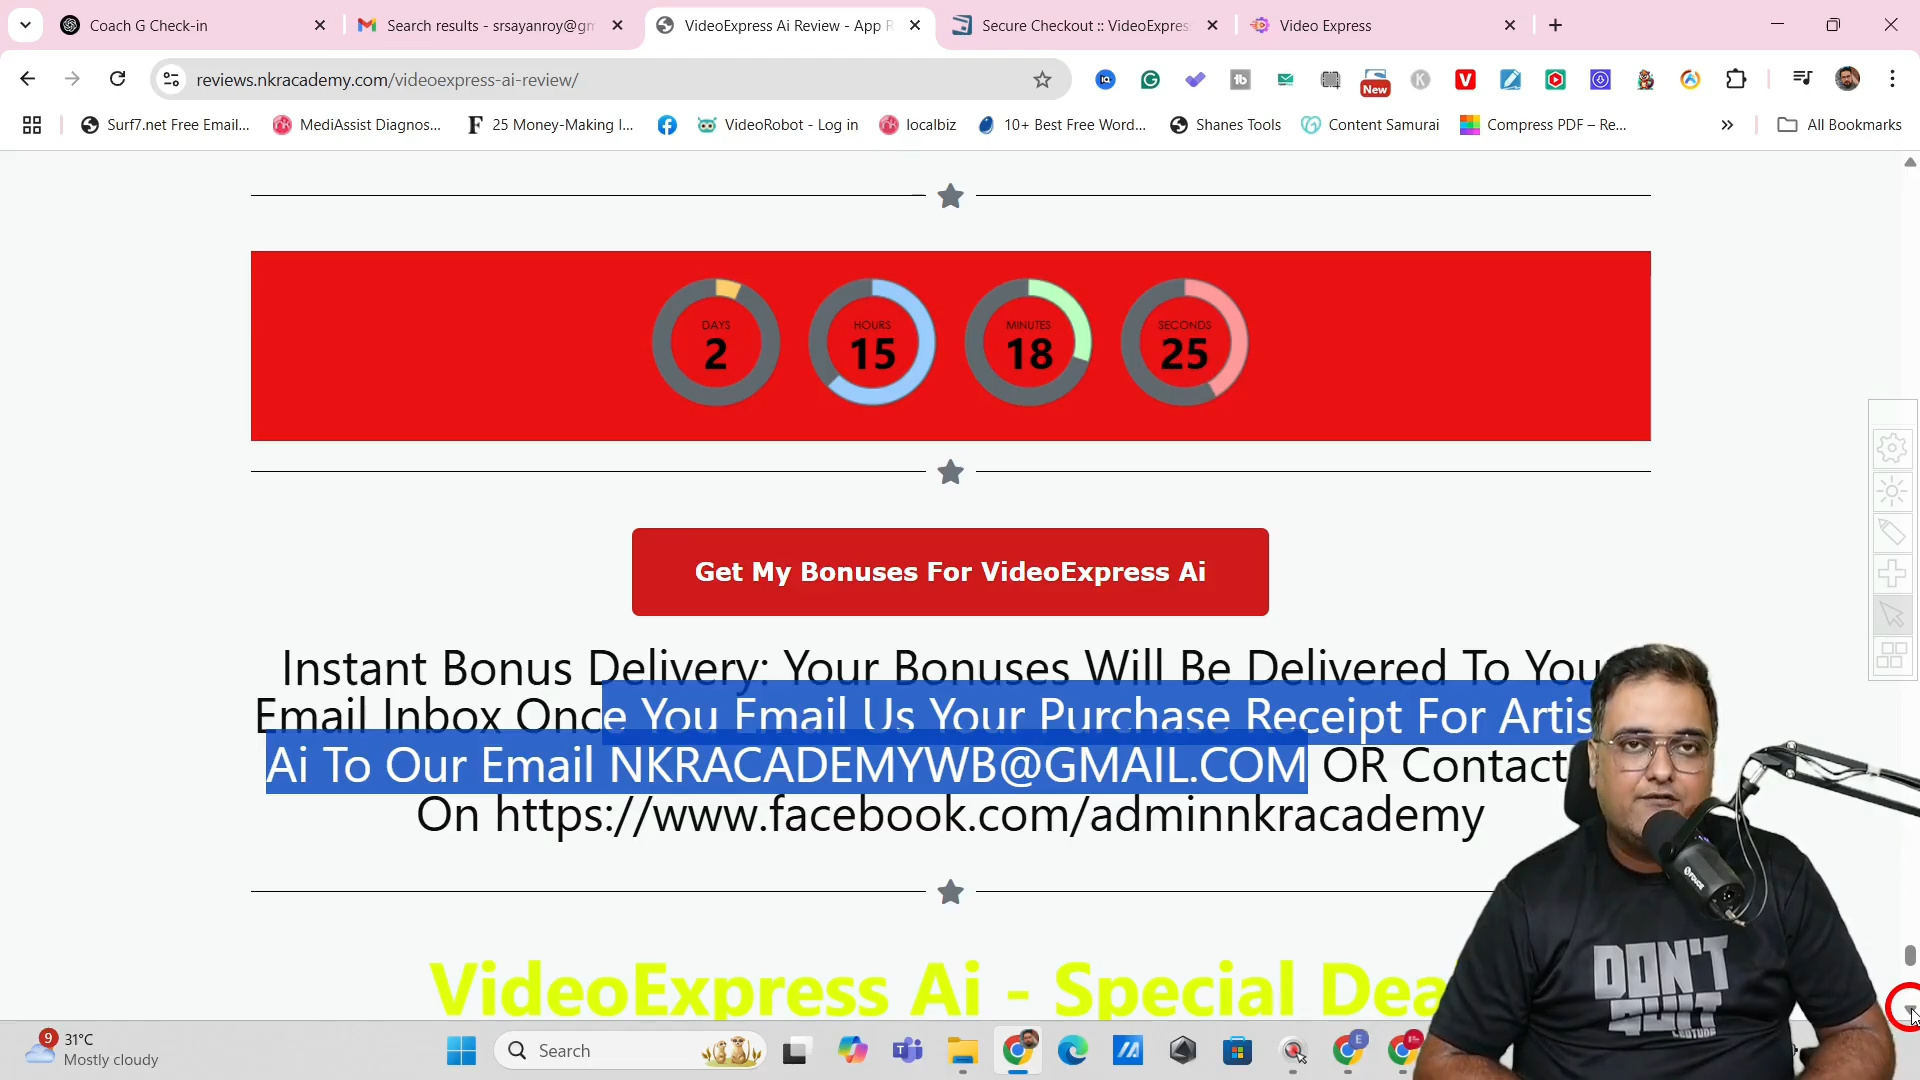 Coach G Check-in
Search results - srsayanroy@gm
VideoExpress Ai Review - App R
Secure Checkout :: VideoExpres
Video Express
reviews.nkracademy.com/videoexpress-ai-review/
New
Surf7.net Free Email...
MediAssist Diagnos...
25 Money-Making I...
VideoRobot - Log in
localbiz
10+ Best Free Word...
Shanes Tools
Content Samurai
Compress PDF – Re...
All Bookmarks
DAYS
2
HOURS
15
MINUTES
18
SECONDS
25
Get My Bonuses For VideoExpress Ai
Instant Bonus Delivery: Your Bonuses Will Be Delivered To You
Email Inbox Once You Email Us Your Purchase Receipt For Artis
Ai To Our Email NKRACADEMYWB@GMAIL.COM OR Contact
On https://www.facebook.com/adminnkracademy
VideoExpress Ai - Special Dea
DON'T
QUIT
9
31°C
Mostly cloudy
Search